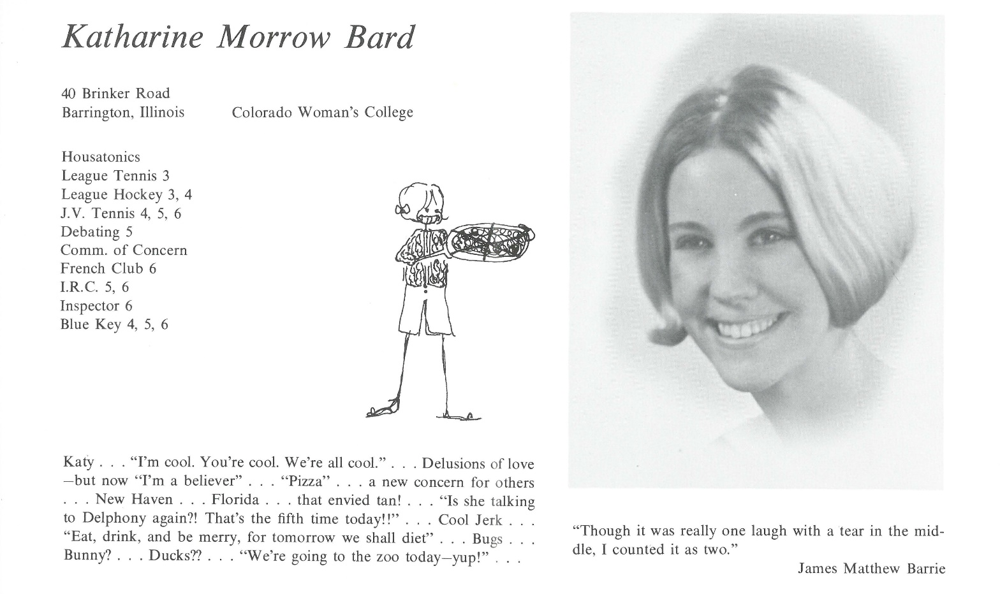 Katharine Morrow Bard
40 Brinker Road
Barrington, Illinois Colorado Woman's College
Housatonics
League Tennis 3
League Hockey 3, 4
J.V. Tennis 4, 5, 6
Debating 5
Comm. of Concern
French Club 6
I.R.C. 5, 6
Inspector 6
Blue Key 4, 5, 6
Katy . . . “I'm cool. You're cool. We're all cool.” . . . Delusions of love
—but now “I'm a believer” . . . “Pizza” . . . a new concern for others
. . . New Haven . . . Florida . . . that envied tan! . . . “Is she talking
to Delphony again?! That's the fifth time today!!” . . . Cool Jerk . . .
“Eat, drink, and be merry, for tomorrow we shall diet” . . . Bugs . . .
Bunny? . . . Ducks?? . . . “We're going to the zoo today—yup!” . . .
“Though it was really one laugh with a tear in the mid-
dle, I counted it as two.”
James Matthew Barrie